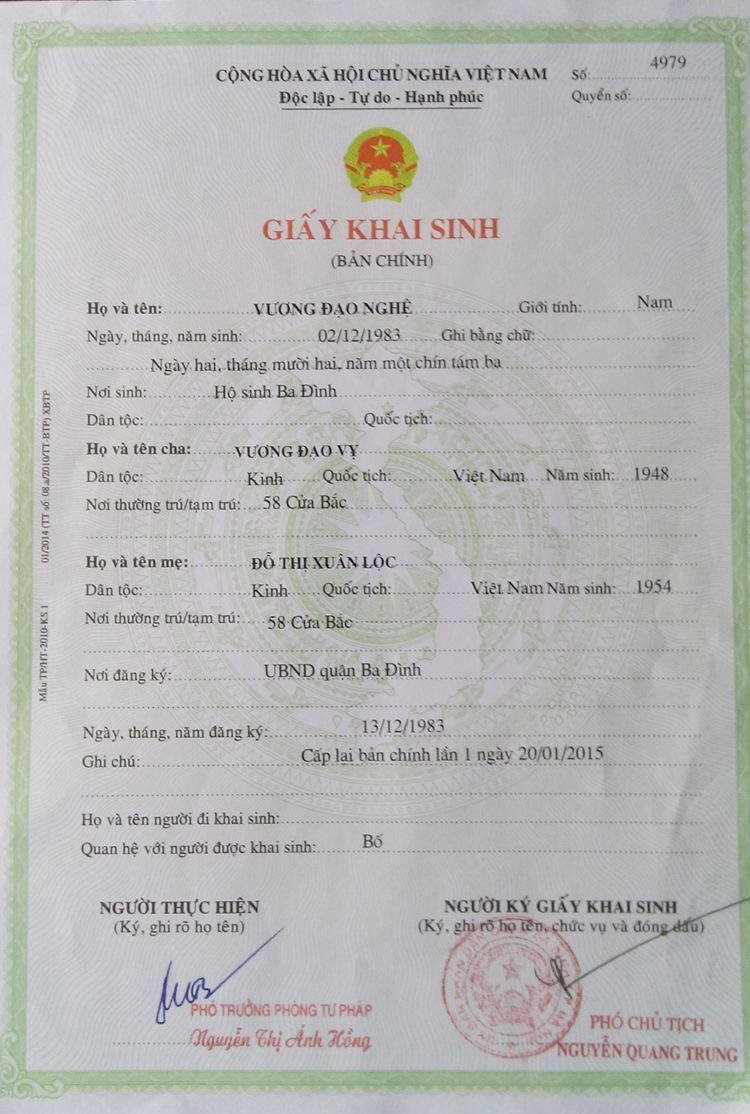 CỘNG HÒA XÃ HỘI CHỦ NGHĨA VIỆT NAM Số: 4979
Độc lập - Tự do - Hạnh phúc Quyển số:
GIẤY KHAI SINH
(BẢN CHÍNH)
Họ và tên: VƯƠNG ĐẠO NGHỆ Giới tính: Nam
Ngày, tháng, năm sinh: 02/12/1983 Ghi bằng chữ:
Ngày hai, tháng mười hai, năm một chín tám ba
Nơi sinh: Hộ sinh Ba Đình
Dân tộc: Quốc tịch:
Họ và tên cha: VƯƠNG ĐẠO VỴ
Dân tộc: Kinh Quốc tịch: Việt Nam Năm sinh: 1948
Nơi thường trú/tạm trú: 58 Cửa Bắc
Họ và tên mẹ: ĐỖ THỊ XUÂN LỘC
Dân tộc: Kinh Quốc tịch: Việt Nam Năm sinh: 1954
Nơi thường trú/tạm trú: 58 Cửa Bắc
Nơi đăng ký: UBND quận Ba Đình
Ngày, tháng, năm đăng ký: 13/12/1983
Ghi chú: Cấp lại bản chính lần 1 ngày 20/01/2015
Họ và tên người đi khai sinh:
Quan hệ với người được khai sinh: Bố
NGƯỜI THỰC HIỆN NGƯỜI KÝ GIẤY KHAI SINH
(Ký, ghi rõ họ tên) (Ký, ghi rõ họ tên, chức vụ và đóng dấu)
PHÓ TRƯỞNG PHÒNG TƯ PHÁP PHÓ CHỦ TỊCH
Nguyễn Thị Ánh Hồng NGUYỄN QUANG TRUNG
Mẫu TP/HT-2010-KS.1 01/2014 (TT số: 08.a/2010/TT-BTP) XBTP